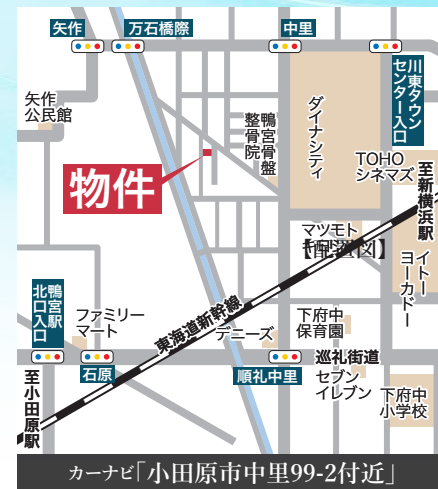 矢作
万石橋際
中里
川東タウン
センター入口
矢作
公民館
鴨宮骨盤
整骨院
ダイナシティ
TOHO
シネマズ
至新横浜駅
物件
マツモト
【配置図】
イトー
ヨーカドー
鴨宮駅
北口入口
ファミリー
マート
東海道新幹線
デニーズ
下府中
保育園
巡礼街道
石原
順礼中里
セブン
イレブン
下府中
小学校
至小田原駅
カーナビ「小田原市中里99-2付近」